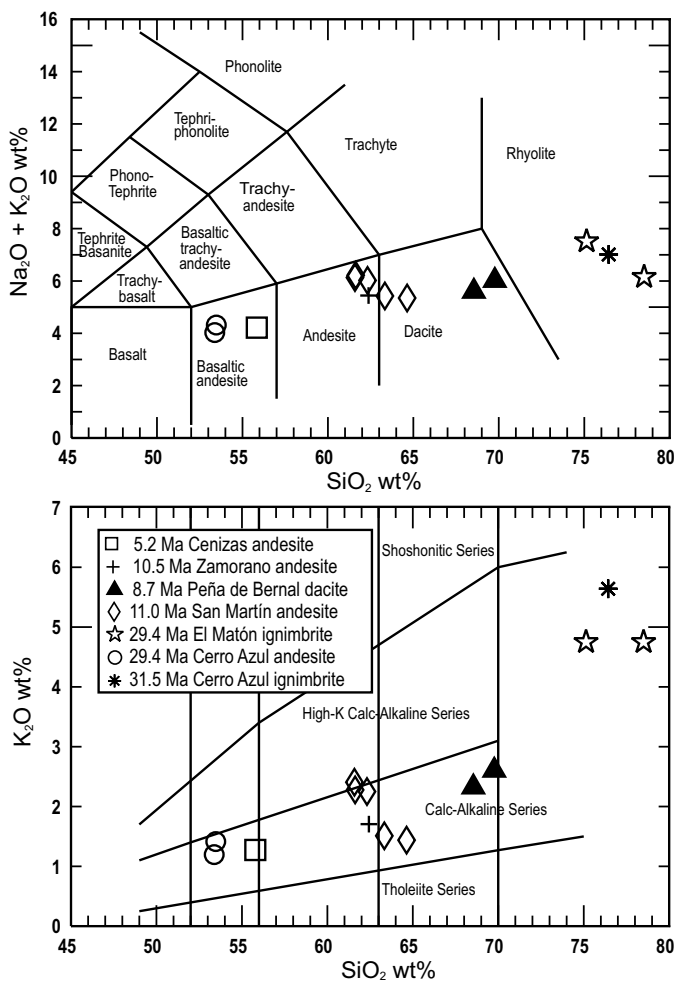 16
14
12
10
8
6
4
2
0
Na₂O + K₂O wt%
Phonolite
Tephri-
phonolite
Trachyte
Rhyolite
Phono-
Tephrite
Trachy-
andesite
Tephrite
Basanite
Basaltic
trachy-
andesite
Trachy-
basalt
Basalt
Basaltic
andesite
Andesite
Dacite
45 50 55 60 65 70 75 80
SiO₂ wt%
7
6
5
4
3
2
1
0
K₂O wt%
5.2 Ma Cenizas andesite
10.5 Ma Zamorano andesite
8.7 Ma Peña de Bernal dacite
11.0 Ma San Martín andesite
29.4 Ma El Matón ignimbrite
29.4 Ma Cerro Azul andesite
31.5 Ma Cerro Azul ignimbrite
Shoshonitic Series
High-K Calc-Alkaline Series
Calc-Alkaline Series
Tholeiite Series
45 50 55 60 65 70 75 80
SiO₂ wt%